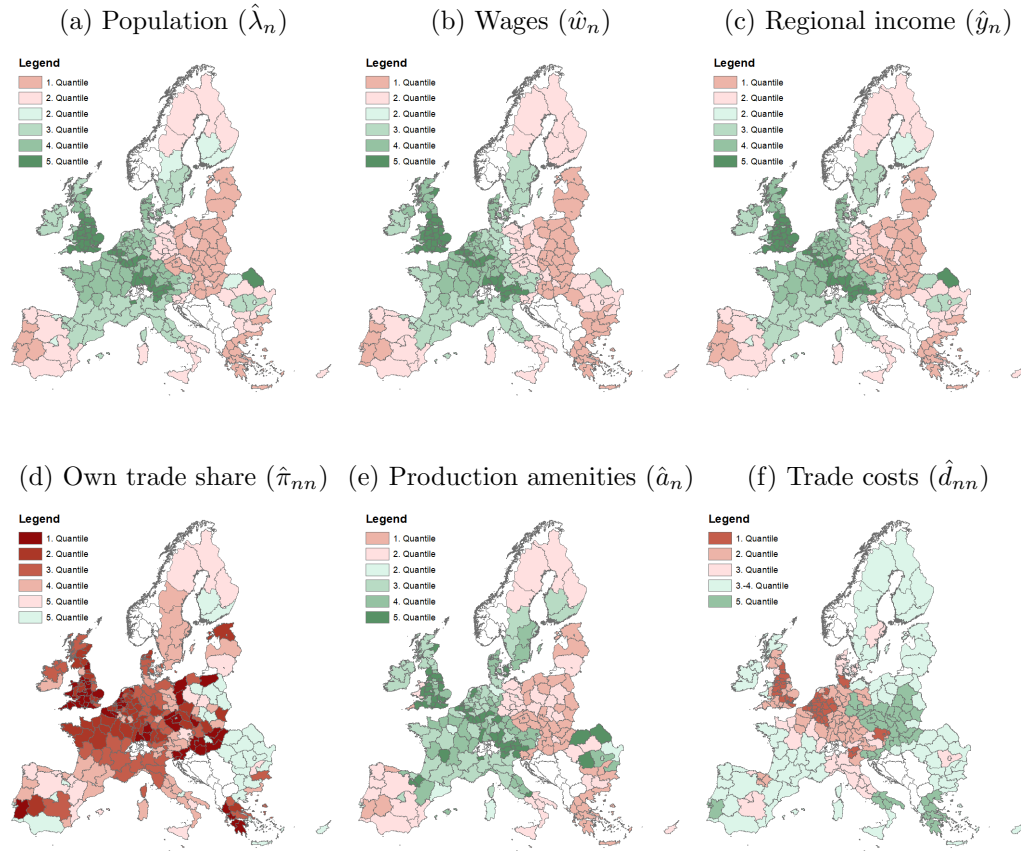 (a) Population (λ̂ₙ)
(b) Wages (ŵₙ)
(c) Regional income (ŷₙ)
Legend
1. Quantile
2. Quantile
2. Quantile
3. Quantile
4. Quantile
5. Quantile
Legend
1. Quantile
2. Quantile
2. Quantile
3. Quantile
4. Quantile
5. Quantile
Legend
1. Quantile
2. Quantile
2. Quantile
3. Quantile
4. Quantile
5. Quantile
(d) Own trade share (π̂ₙₙ)
(e) Production amenities (âₙ)
(f) Trade costs (d̂ₙₙ)
Legend
1. Quantile
2. Quantile
3. Quantile
4. Quantile
5. Quantile
5. Quantile
Legend
1. Quantile
2. Quantile
2. Quantile
3. Quantile
4. Quantile
5. Quantile
Legend
1. Quantile
2. Quantile
3. Quantile
3.-4. Quantile
5. Quantile